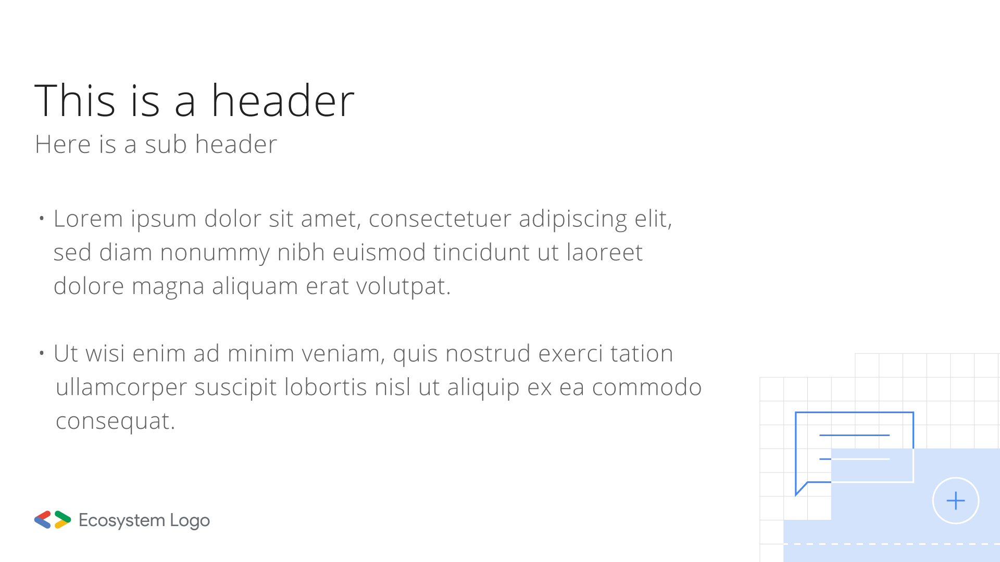 This is a header
Here is a sub header
• Lorem ipsum dolor sit amet, consectetuer adipiscing elit,
sed diam nonummy nibh euismod tincidunt ut laoreet
dolore magna aliquam erat volutpat.
• Ut wisi enim ad minim veniam, quis nostrud exerci tation
ullamcorper suscipit lobortis nisl ut aliquip ex ea commodo
consequat.
Ecosystem Logo